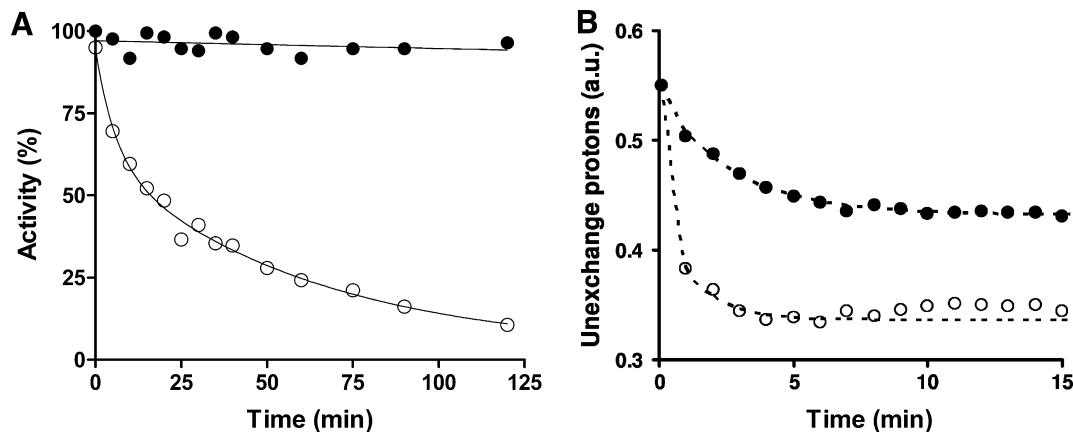 A
Activity (%)
100
75
50
25
0
0 25 50 75 100 125
Time (min)
B
Unexchange protons (a.u.)
0.6
0.5
0.4
0.3
0 5 10 15
Time (min)